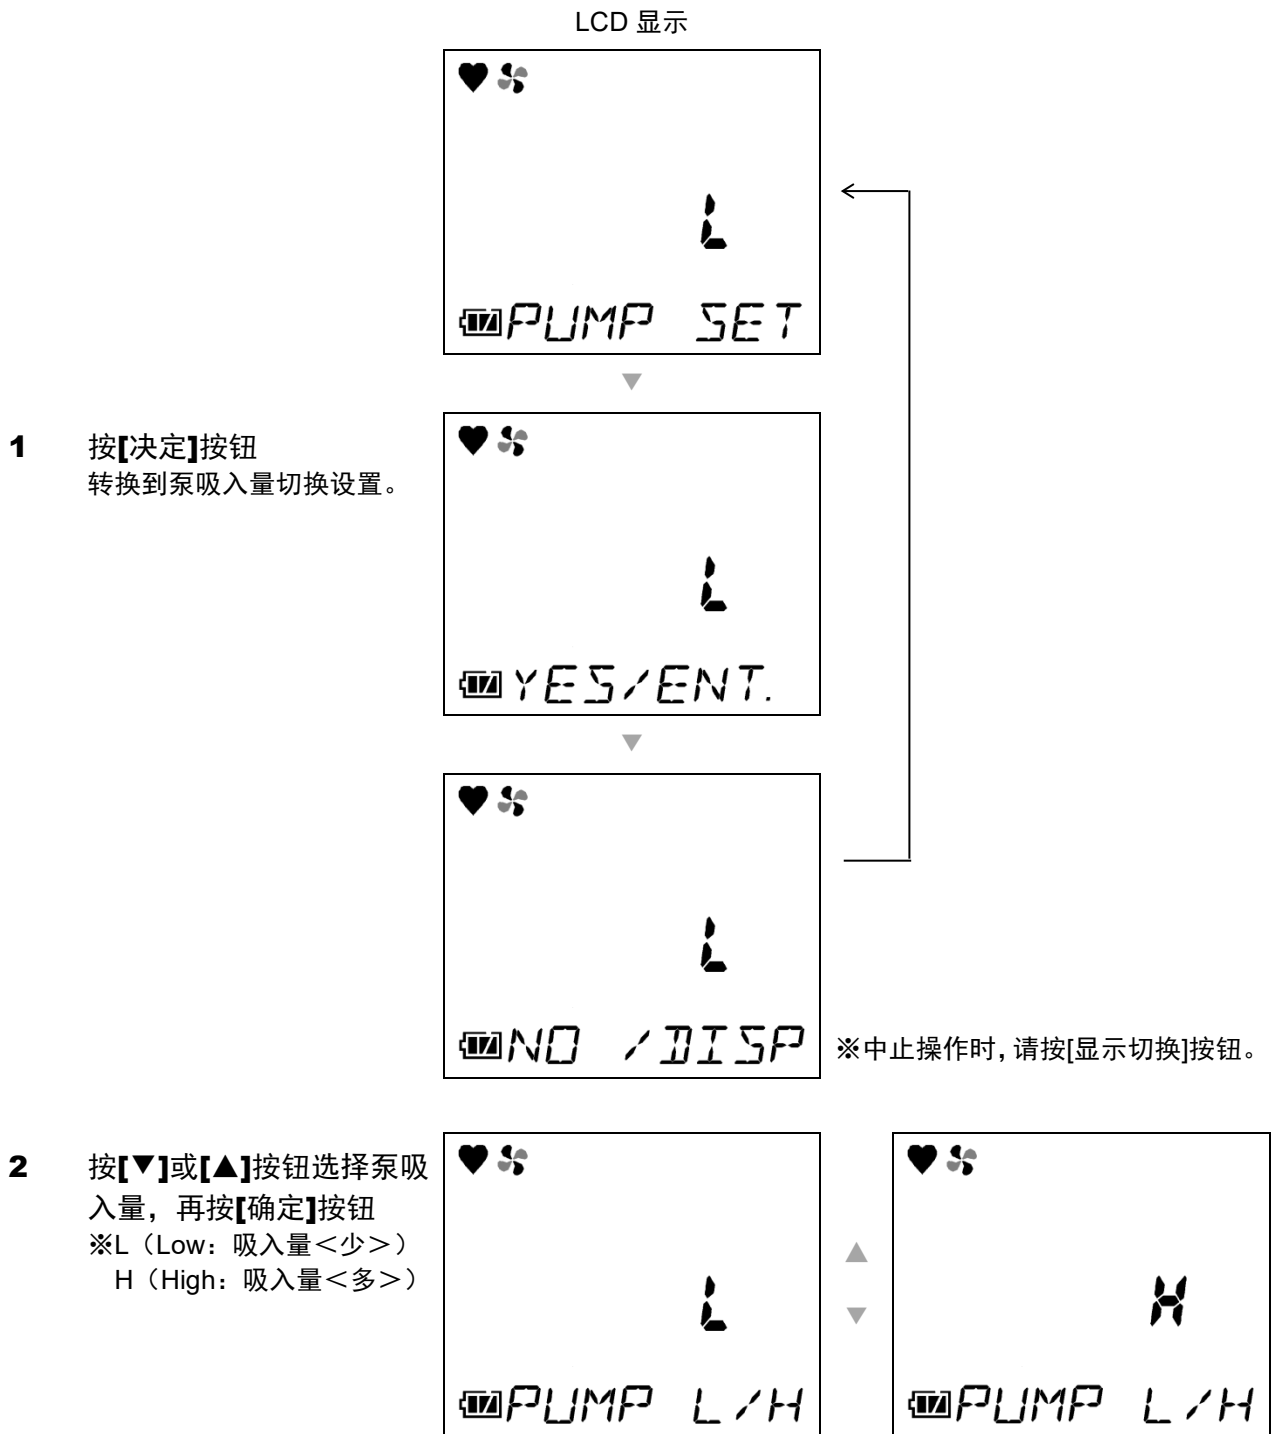 LCD 显示
L
PUMP SET
▼
1 按[决定]按钮
转换到泵吸入量切换设置。
L
YES/ENT.
▼
L
NO /DISP
※中止操作时，请按[显示切换]按钮。
2 按[▼]或[▲]按钮选择泵吸
入量，再按[确定]按钮
※L（Low：吸入量＜少＞）
H（High：吸入量＜多＞）
L
PUMP L/H
▲
▼
H
PUMP L/H